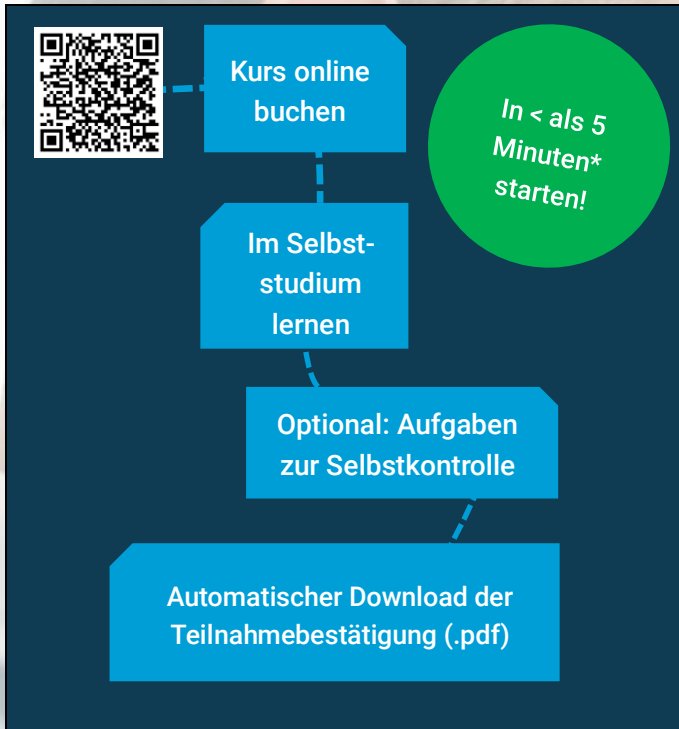 Kurs online
buchen
In < als 5
Minuten*
starten!
Im Selbst-
studium
lernen
Optional: Aufgaben
zur Selbstkontrolle
Automatischer Download der
Teilnahmebestätigung (.pdf)